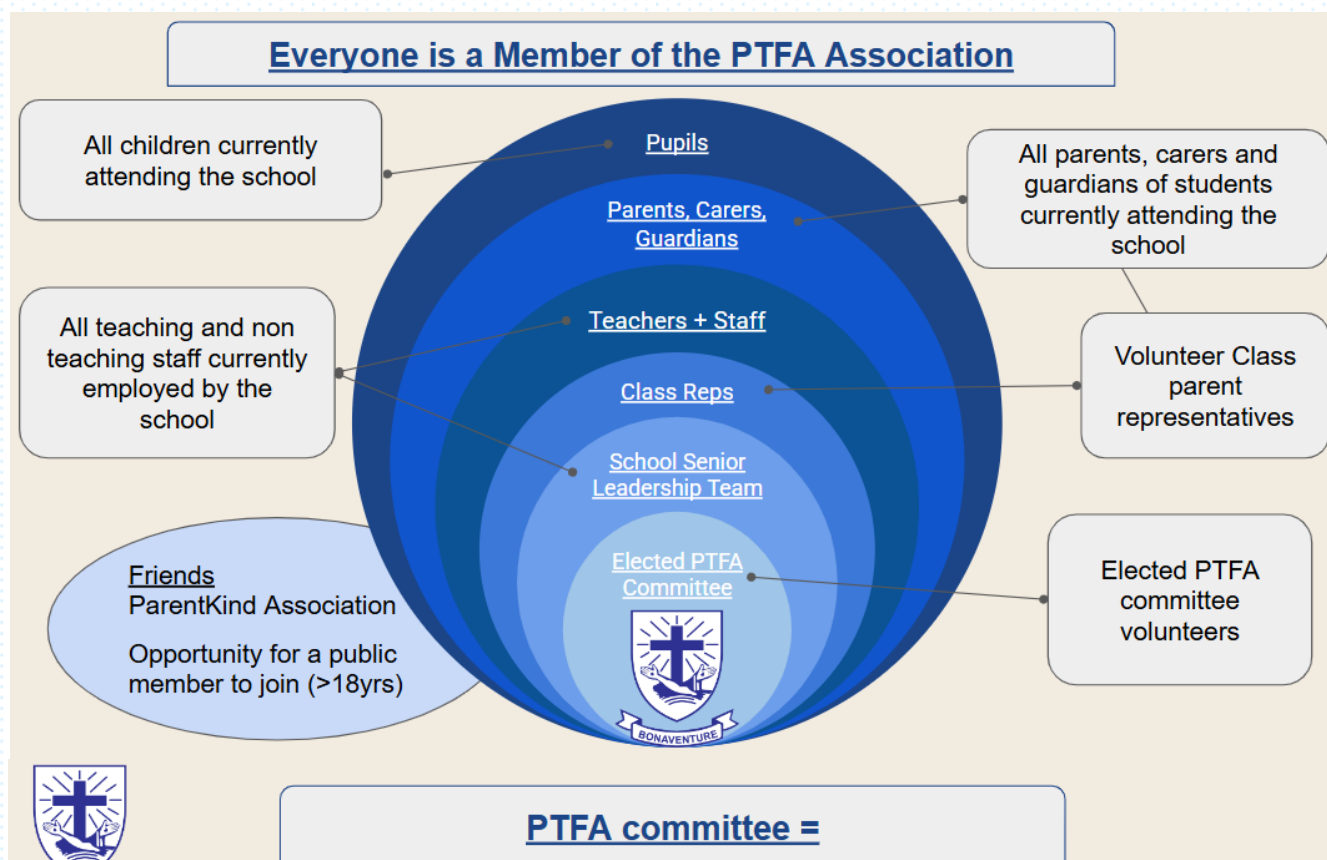 Everyone is a Member of the PTFA Association
All children currently
attending the school
Pupils
All parents, carers and
guardians of students
currently attending the
school
Parents, Carers,
Guardians
All teaching and non
teaching staff currently
employed by the
school
Teachers + Staff
Class Reps
Volunteer Class
parent
representatives
School Senior
Leadership Team
Friends
ParentKind Association
Opportunity for a public
member to join (>18yrs)
Elected PTFA
Committee
Elected PTFA
committee
volunteers
BONAVENTURE
PTFA committee =